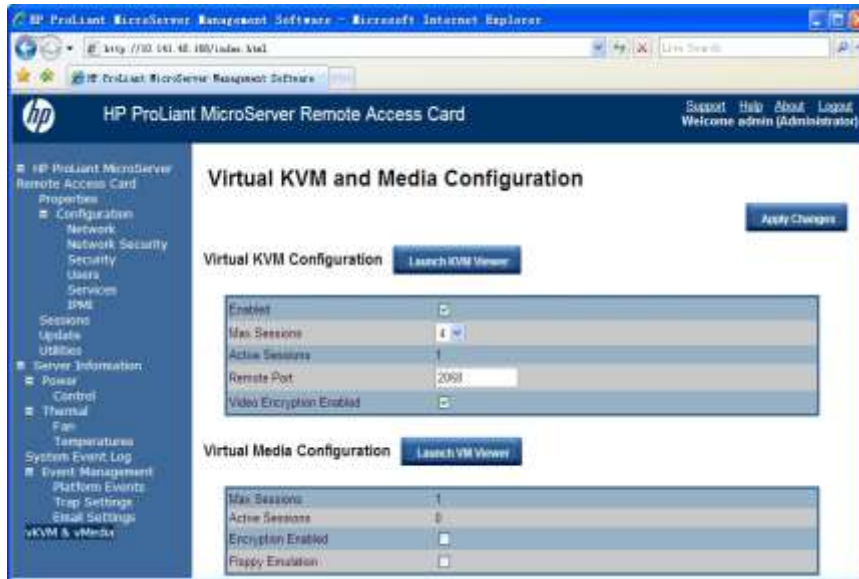 HP ProLiant MicroServer Management Software - Microsoft Internet Explorer
Live Search
HP ProLiant MicroServer Management Software
hp
HP ProLiant MicroServer Remote Access Card
Support Help About Logout
Welcome admin (Administrator)
HP ProLiant MicroServer
Remote Access Card
Properties
Configuration
Network
Network Security
Security
Users
Services
IPMI
Sessions
Update
Utilities
Server Information
Power
Control
Thermal
Fan
Temperatures
System Event Log
Event Management
Platform Events
Trap Settings
Email Settings
vKVM & vMedia
Virtual KVM and Media Configuration
Apply Changes
Virtual KVM Configuration
Launch KVM Viewer
Enabled
Max Sessions 4
Active Sessions 1
Remote Port 2068
Video Encryption Enabled
Virtual Media Configuration
Launch VM Viewer
Max Sessions 1
Active Sessions 0
Encryption Enabled
Floppy Emulation